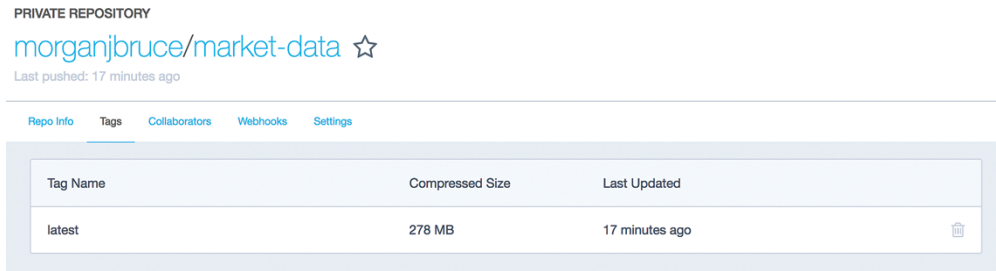 PRIVATE REPOSITORY
morganjbruce/market-data
Last pushed: 17 minutes ago
Repo Info Tags Collaborators Webhooks Settings
Tag Name Compressed Size Last Updated
latest 278 MB 17 minutes ago